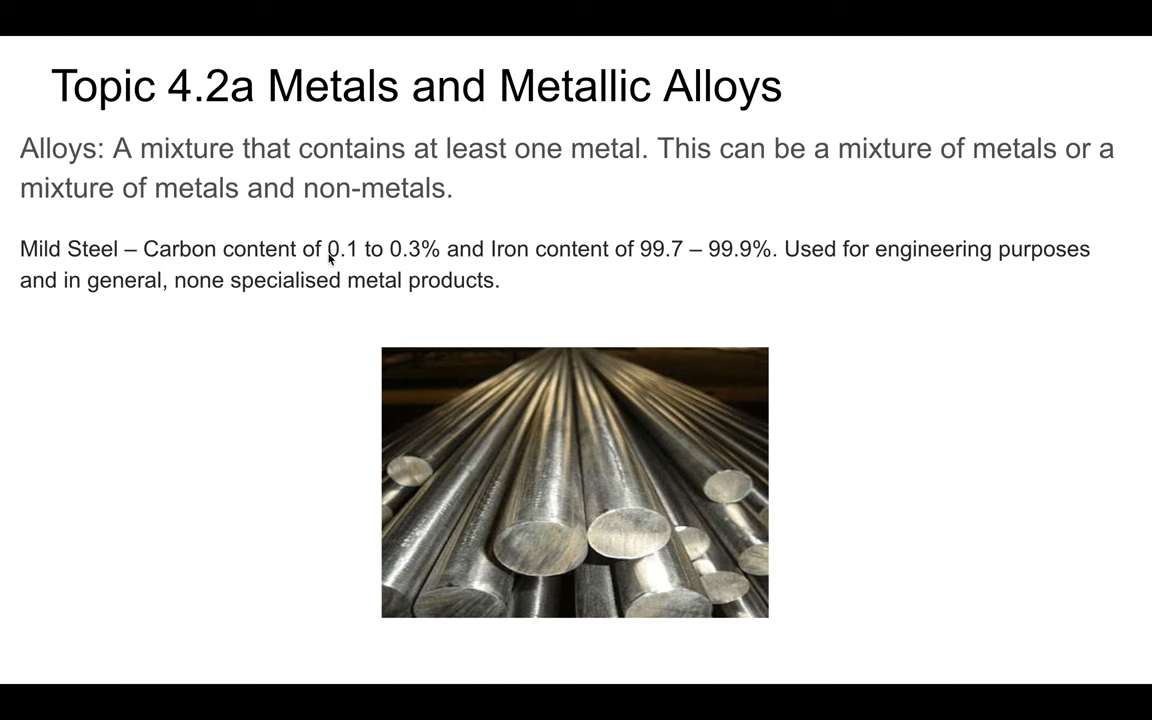 Topic 4.2a Metals and Metallic Alloys
Alloys: A mixture that contains at least one metal. This can be a mixture of metals or a
mixture of metals and non-metals.
Mild Steel – Carbon content of 0.1 to 0.3% and Iron content of 99.7 – 99.9%. Used for engineering purposes
and in general, none specialised metal products.